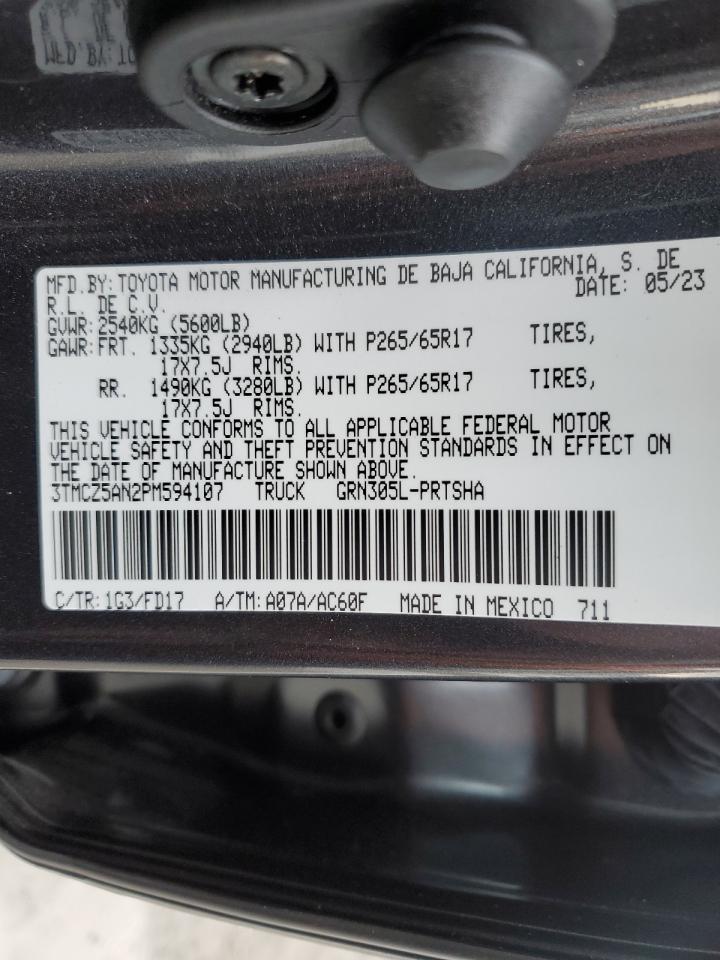 MFD. BY: TO
MFD.BY:TOYOTA MOTOR MANUFACTURING DE BAJA CALIFORNIA, S. DE
R.L. DE C.V. DATE: 05/23
GVWR:2540KG (5600LB)
GAWR:FRT. 1335KG (2940LB) WITH P265/65R17 TIRES,
17X7.5J RIMS.
RR. 1490KG (3280LB) WITH P265/65R17 TIRES,
17X7.5J RIMS.
THIS VEHICLE CONFORMS TO ALL APPLICABLE FEDERAL MOTOR
VEHICLE SAFETY AND THEFT PREVENTION STANDARDS IN EFFECT ON
THE DATE OF MANUFACTURE SHOWN ABOVE.
3TMCZ5AN2PM594107 TRUCK GRN305L-PRTSHA
C/TR:1G3/FD17 A/TM:A07A/AC60F MADE IN MEXICO 711